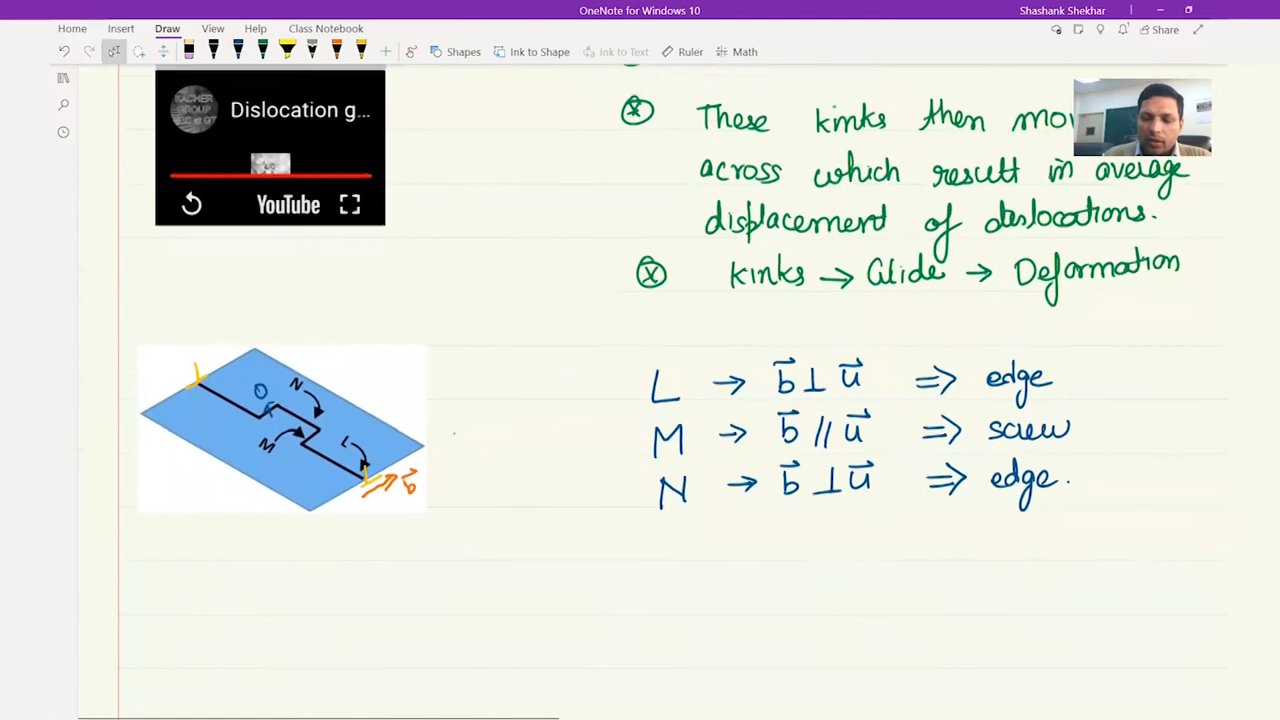 OneNote for Windows 10
Shashank Shekhar
Home Insert Draw View Help Class Notebook
Share
Shapes Ink to Shape Ink to Text Ruler Math
Dislocation g...
YouTube
These kinks then mo
across which result in average
displacement of dislocations.
kinks → Glide → Deformation
O
N
M
L
b
L → b ⊥ u ⇒ edge
M → b // u ⇒ screw
N → b ⊥ u ⇒ edge.